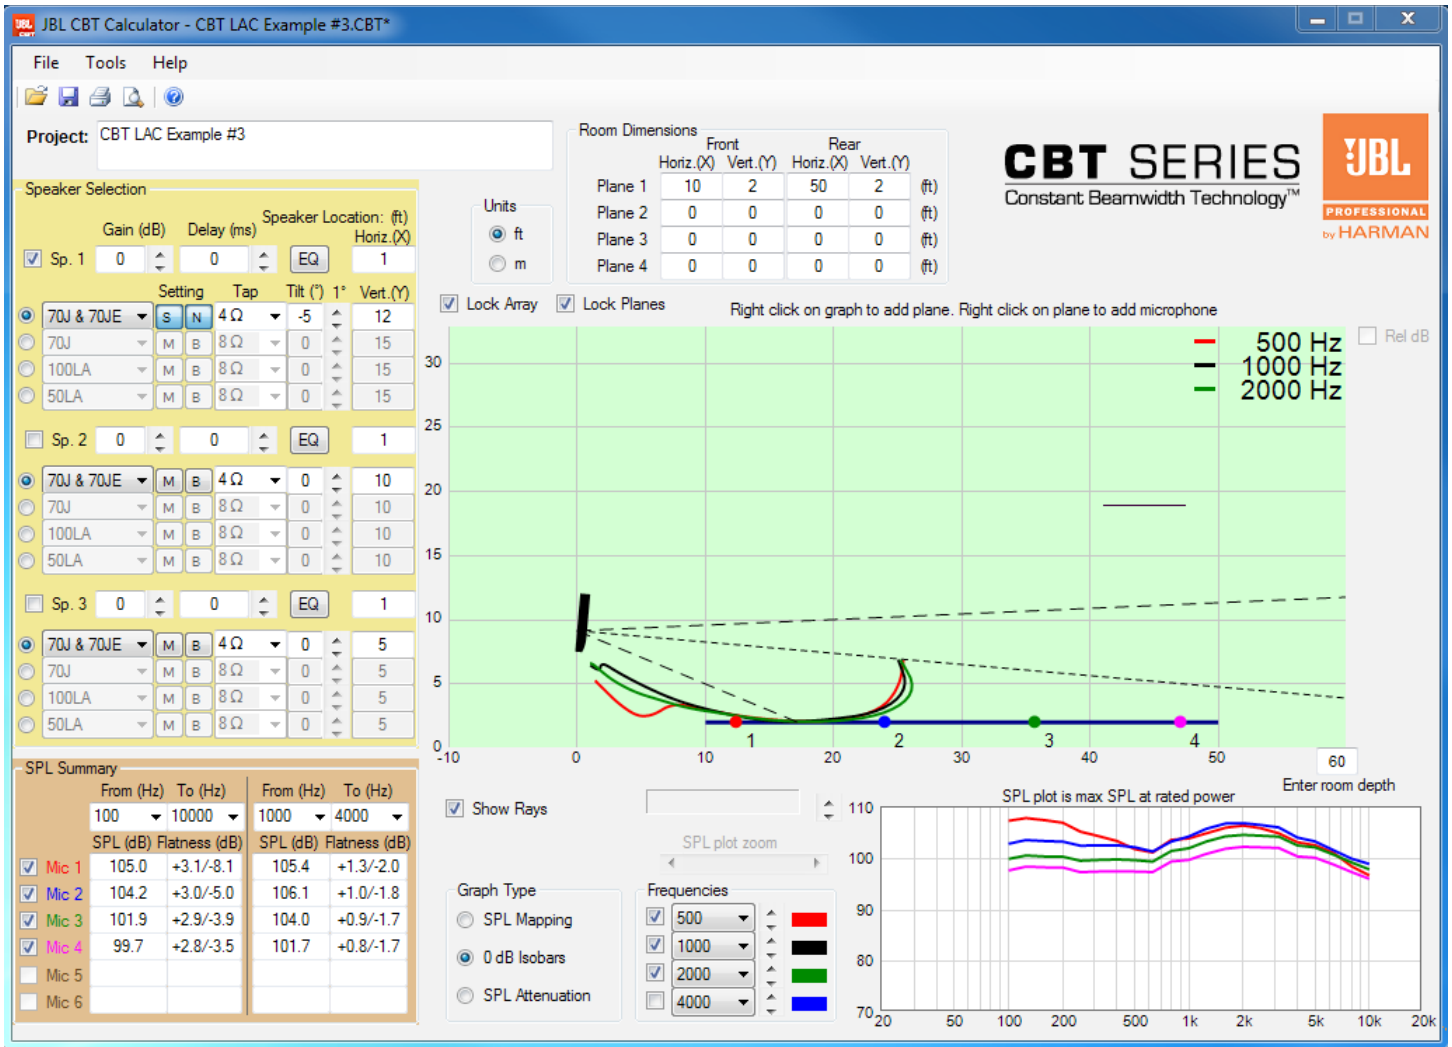 JBL CBT Calculator - CBT LAC Example #3.CBT*
File Tools Help
Project: CBT LAC Example #3
Room Dimensions
Front Rear
Horiz.(X) Vert.(Y) Horiz.(X) Vert.(Y)
Plane 1 10 2 50 2 (ft)
Plane 2 0 0 0 0 (ft)
Plane 3 0 0 0 0 (ft)
Plane 4 0 0 0 0 (ft)
Units
ft
m
CBT SERIES
Constant Beamwidth Technology™
JBL
PROFESSIONAL
by HARMAN
Speaker Selection
Gain (dB) Delay (ms) Speaker Location: (ft)
Horiz.(X)
Sp. 1 0 0 EQ 1
Setting Tap Tilt (°) 1° Vert.(Y)
70J & 70JE S N 4 Ω -5 12
70J M B 8 Ω 0 15
100LA M B 8 Ω 0 15
50LA M B 8 Ω 0 15
Sp. 2 0 0 EQ 1
70J & 70JE M B 4 Ω 0 10
70J M B 8 Ω 0 10
100LA M B 8 Ω 0 10
50LA M B 8 Ω 0 10
Sp. 3 0 0 EQ 1
70J & 70JE M B 4 Ω 0 5
70J M B 8 Ω 0 5
100LA M B 8 Ω 0 5
50LA M B 8 Ω 0 5
Lock Array Lock Planes Right click on graph to add plane. Right click on plane to add microphone
Rel dB
500 Hz
1000 Hz
2000 Hz
30
25
20
15
10
5
0
1 2 3 4
-10 0 10 20 30 40 50 60
Enter room depth
SPL Summary
From (Hz) To (Hz) From (Hz) To (Hz)
100 10000 1000 4000
SPL (dB) Flatness (dB) SPL (dB) Flatness (dB)
Mic 1 105.0 +3.1/-8.1 105.4 +1.3/-2.0
Mic 2 104.2 +3.0/-5.0 106.1 +1.0/-1.8
Mic 3 101.9 +2.9/-3.9 104.0 +0.9/-1.7
Mic 4 99.7 +2.8/-3.5 101.7 +0.8/-1.7
Mic 5
Mic 6
Show Rays
SPL plot zoom
Graph Type
SPL Mapping
0 dB Isobars
SPL Attenuation
Frequencies
500
1000
2000
4000
SPL plot is max SPL at rated power
110
100
90
80
70
20 50 100 200 500 1k 2k 5k 10k 20k